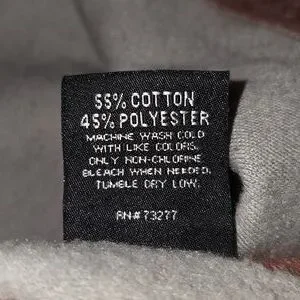 55% COTTON
45% POLYESTER
MACHINE WASH COLD
WITH LIKE COLORS.
ONLY NON-CHLORINE
BLEACH WHEN NEEDED.
TUMBLE DRY LOW.
RN# 73277